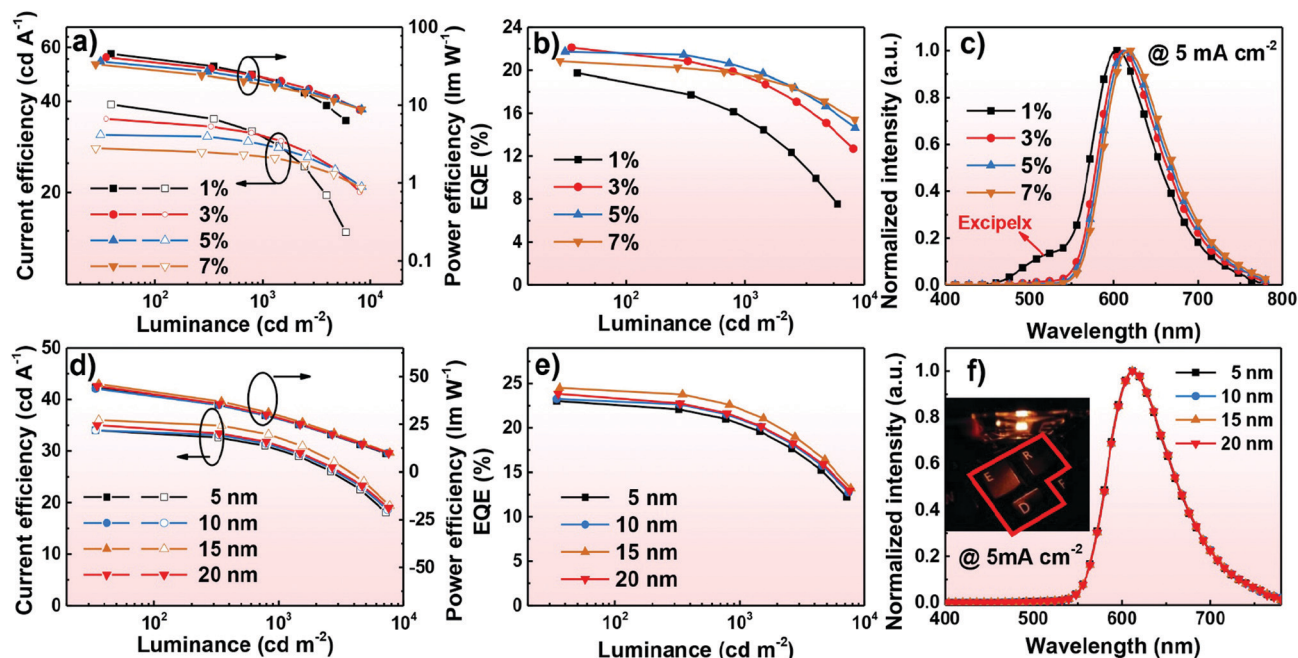 a)
Current efficiency (cd A⁻¹)
60
40
20
100
10
1
0.1
Power efficiency (lm W⁻¹)
1%
3%
5%
7%
10²
10³
10⁴
Luminance (cd m⁻²)
b)
EQE (%)
24
22
20
18
16
14
12
10
8
6
4
2
0
1%
3%
5%
7%
10²
10³
10⁴
Luminance (cd m⁻²)
c)
@ 5 mA cm⁻²
Normalized intensity (a.u.)
1.0
0.8
0.6
0.4
0.2
0.1
0.0
1%
3%
5%
7%
Excipelx
400
500
600
700
800
Wavelength (nm)
d)
Current efficiency (cd A⁻¹)
50
40
30
20
10
0
50
25
0
-25
-50
Power efficiency (lm W⁻¹)
5 nm
10 nm
15 nm
20 nm
10²
10³
10⁴
Luminance (cd m⁻²)
e)
EQE (%)
25
20
15
10
5
0
5 nm
10 nm
15 nm
20 nm
10²
10³
10⁴
Luminance (cd m⁻²)
f)
Normalized intensity (a.u.)
1.0
0.8
0.6
0.4
0.2
0.0
5 nm
10 nm
15 nm
20 nm
R
E
F
D
@ 5mA cm⁻²
400
500
600
700
Wavelength (nm)